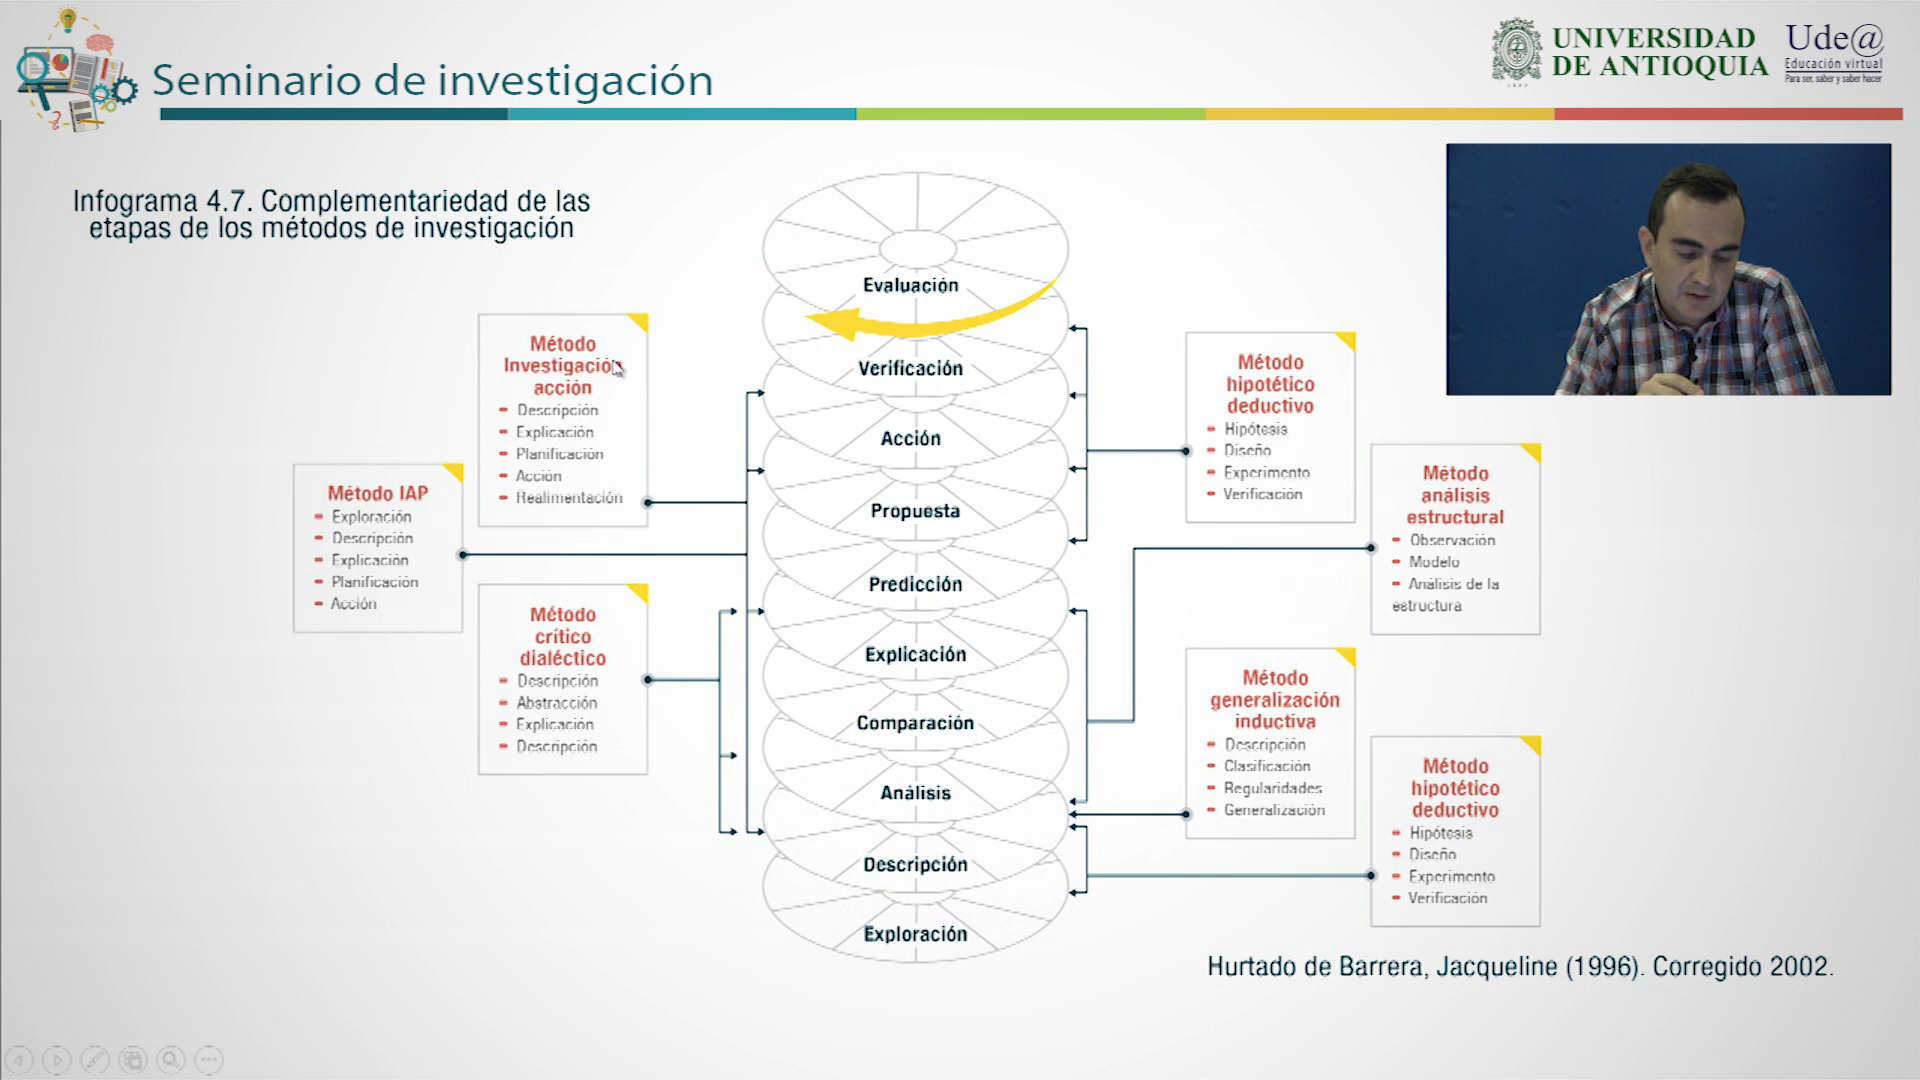 Seminario de investigación
UNIVERSIDAD
DE ANTIOQUIA
1803
Ude@
Educación virtual
Para ser, saber y saber hacer
Infograma 4.7. Complementariedad de las
etapas de los métodos de investigación
Evaluación
Verificación
Acción
Propuesta
Predicción
Explicación
Comparación
Análisis
Descripción
Exploración
Método
Investigación
acción
- Descripción
- Explicación
- Planificación
- Acción
- Realimentación
Método IAP
- Exploración
- Descripción
- Explicación
- Planificación
- Acción
Método
crítico
dialéctico
- Descripción
- Abstracción
- Explicación
- Descripción
Método
hipotético
deductivo
- Hipótesis
- Diseño
- Experimento
- Verificación
Método
análisis
estructural
- Observación
- Modelo
- Análisis de la
estructura
Método
generalización
inductiva
- Descripción
- Clasificación
- Regularidades
- Generalización
Método
hipotético
deductivo
- Hipótesis
- Diseño
- Experimento
- Verificación
Hurtado de Barrera, Jacqueline (1996). Corregido 2002.